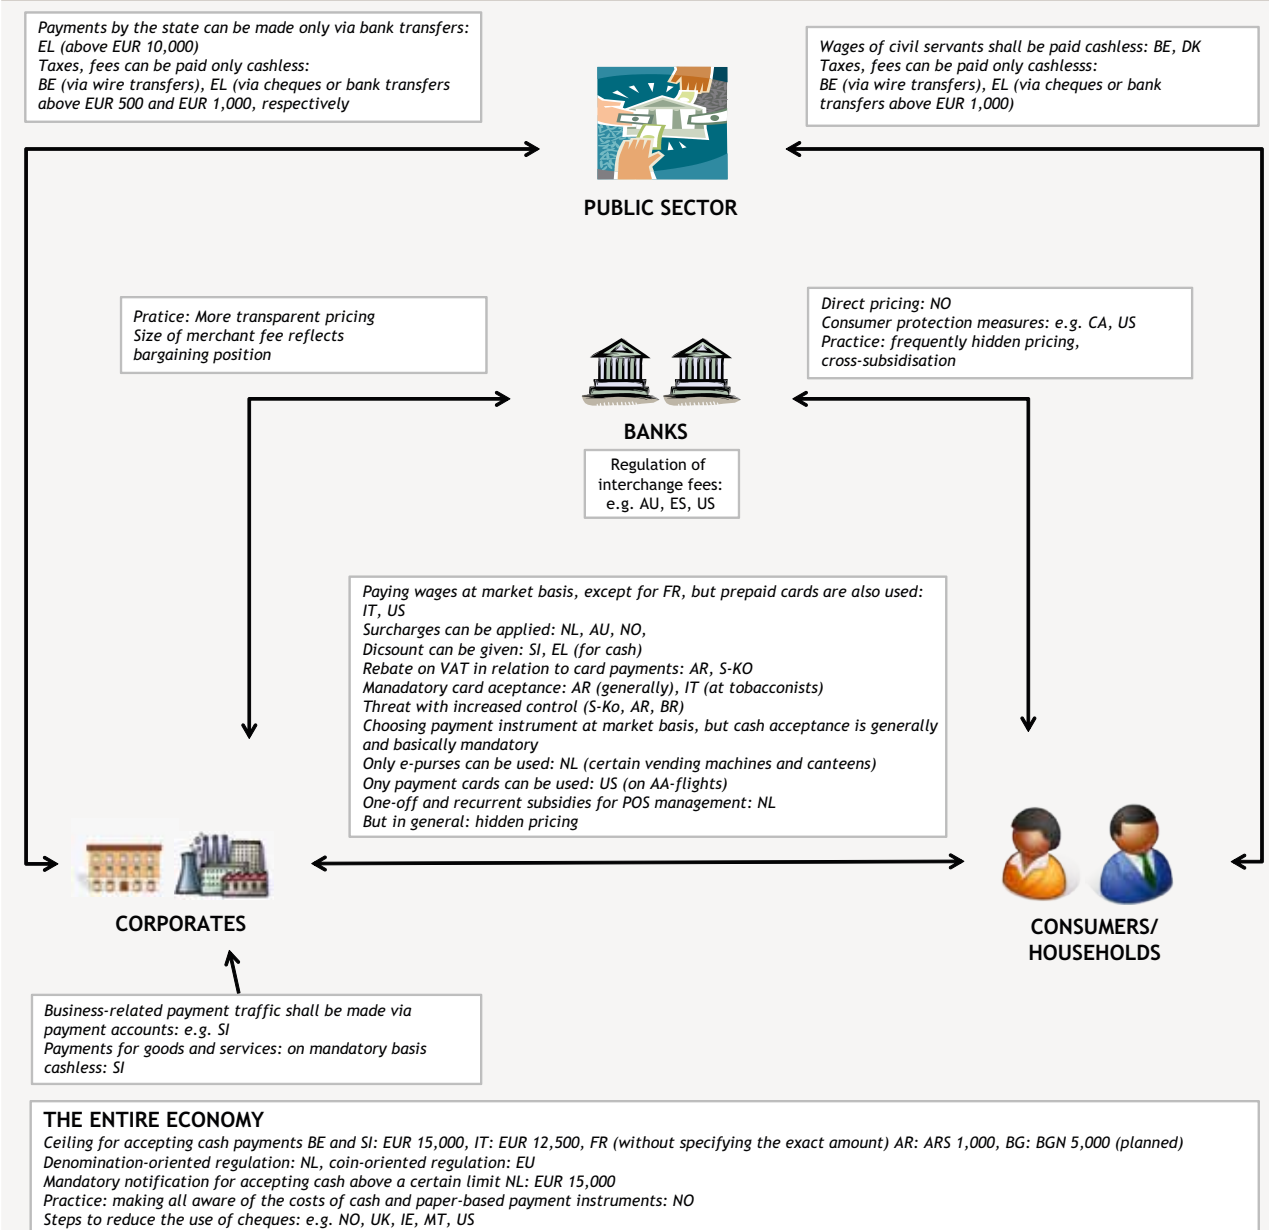 Payments by the state can be made only via bank transfers:
EL (above EUR 10,000)
Taxes, fees can be paid only cashless:
BE (via wire transfers), EL (via cheques or bank transfers
above EUR 500 and EUR 1,000, respectively
Wages of civil servants shall be paid cashless: BE, DK
Taxes, fees can be paid only cashlesss:
BE (via wire transfers), EL (via cheques or bank
transfers above EUR 1,000)
PUBLIC SECTOR
Pratice: More transparent pricing
Size of merchant fee reflects
bargaining position
Direct pricing: NO
Consumer protection measures: e.g. CA, US
Practice: frequently hidden pricing,
cross-subsidisation
BANKS
Regulation of
interchange fees:
e.g. AU, ES, US
Paying wages at market basis, except for FR, but prepaid cards are also used:
IT, US
Surcharges can be applied: NL, AU, NO,
Dicsount can be given: SI, EL (for cash)
Rebate on VAT in relation to card payments: AR, S-KO
Manadatory card aceptance: AR (generally), IT (at tobacconists)
Threat with increased control (S-Ko, AR, BR)
Choosing payment instrument at market basis, but cash acceptance is generally
and basically mandatory
Only e-purses can be used: NL (certain vending machines and canteens)
Ony payment cards can be used: US (on AA-flights)
One-off and recurrent subsidies for POS management: NL
But in general: hidden pricing
CORPORATES
CONSUMERS/
HOUSEHOLDS
Business-related payment traffic shall be made via
payment accounts: e.g. SI
Payments for goods and services: on mandatory basis
cashless: SI
THE ENTIRE ECONOMY
Ceiling for accepting cash payments BE and SI: EUR 15,000, IT: EUR 12,500, FR (without specifying the exact amount) AR: ARS 1,000, BG: BGN 5,000 (planned)
Denomination-oriented regulation: NL, coin-oriented regulation: EU
Mandatory notification for accepting cash above a certain limit NL: EUR 15,000
Practice: making all aware of the costs of cash and paper-based payment instruments: NO
Steps to reduce the use of cheques: e.g. NO, UK, IE, MT, US